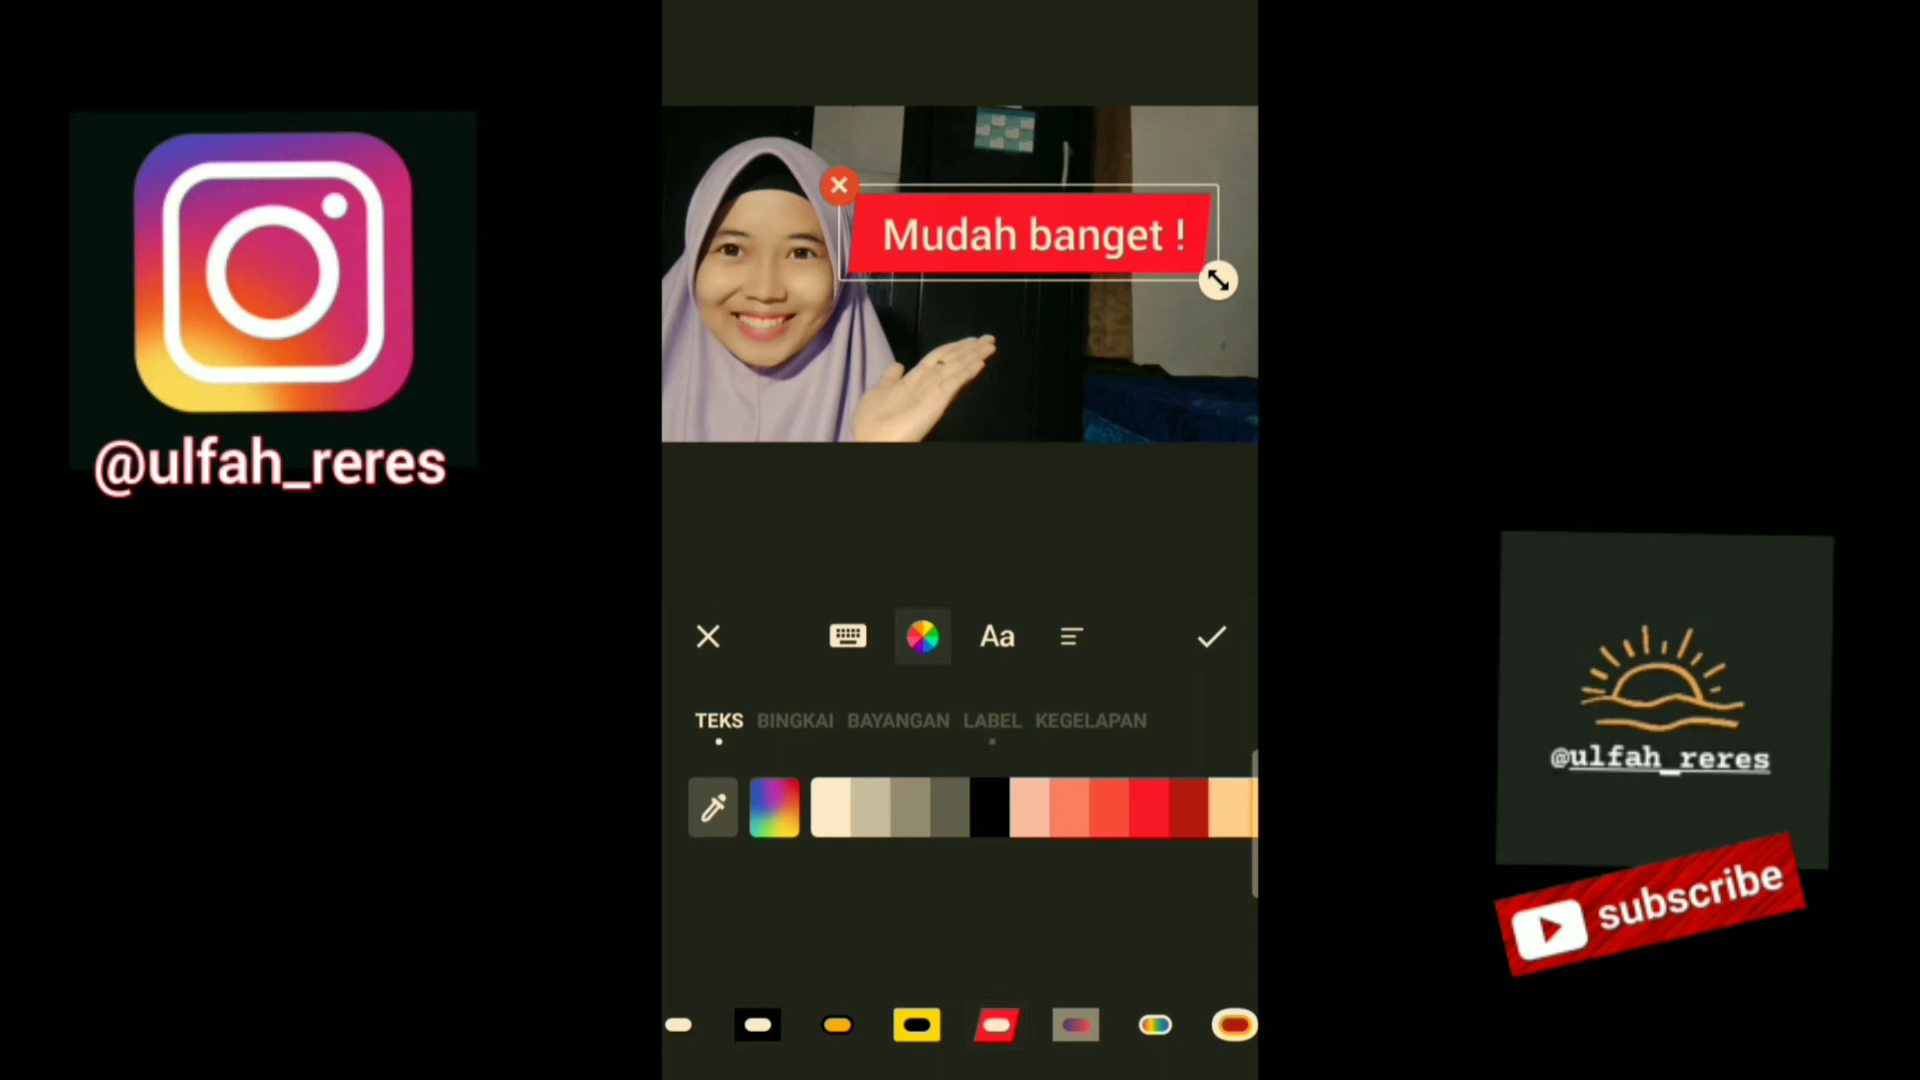 @ulfah_reres
Mudah banget !
Aa
TEKS BINGKAI BAYANGAN LABEL KEGELAPAN
@ulfah_reres
subscribe